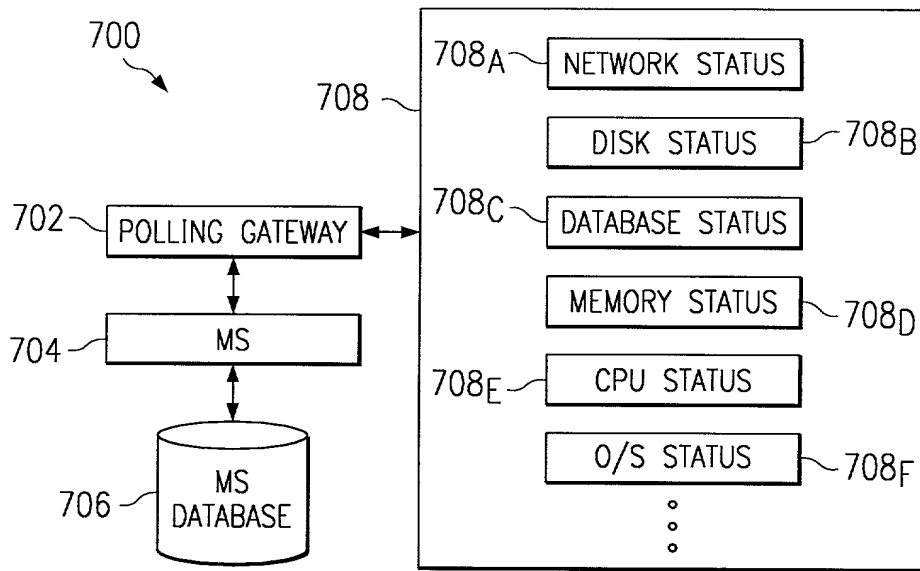 700
702
POLLING GATEWAY
704
MS
706
MS
DATABASE
708
708A
NETWORK STATUS
DISK STATUS
708B
708C
DATABASE STATUS
MEMORY STATUS
708D
708E
CPU STATUS
O/S STATUS
708F